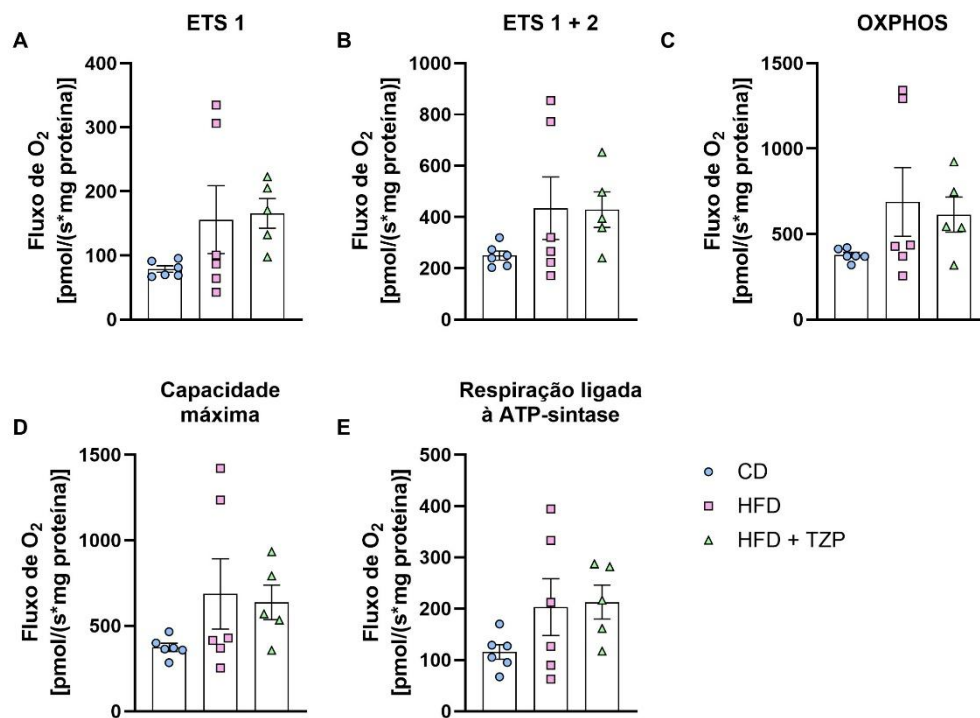 A
ETS 1
Fluxo de O2
[pmol/(s*mg proteína)]
400
300
200
100
0
B
ETS 1 + 2
Fluxo de O2
[pmol/(s*mg proteína)]
1000
800
600
400
200
0
C
OXPHOS
Fluxo de O2
[pmol/(s*mg proteína)]
1500
1000
500
0
D
Capacidade
máxima
Fluxo de O2
[pmol/(s*mg proteína)]
1500
1000
500
0
E
Respiração ligada
à ATP-sintase
Fluxo de O2
[pmol/(s*mg proteína)]
500
400
300
200
100
0
CD
HFD
HFD + TZP